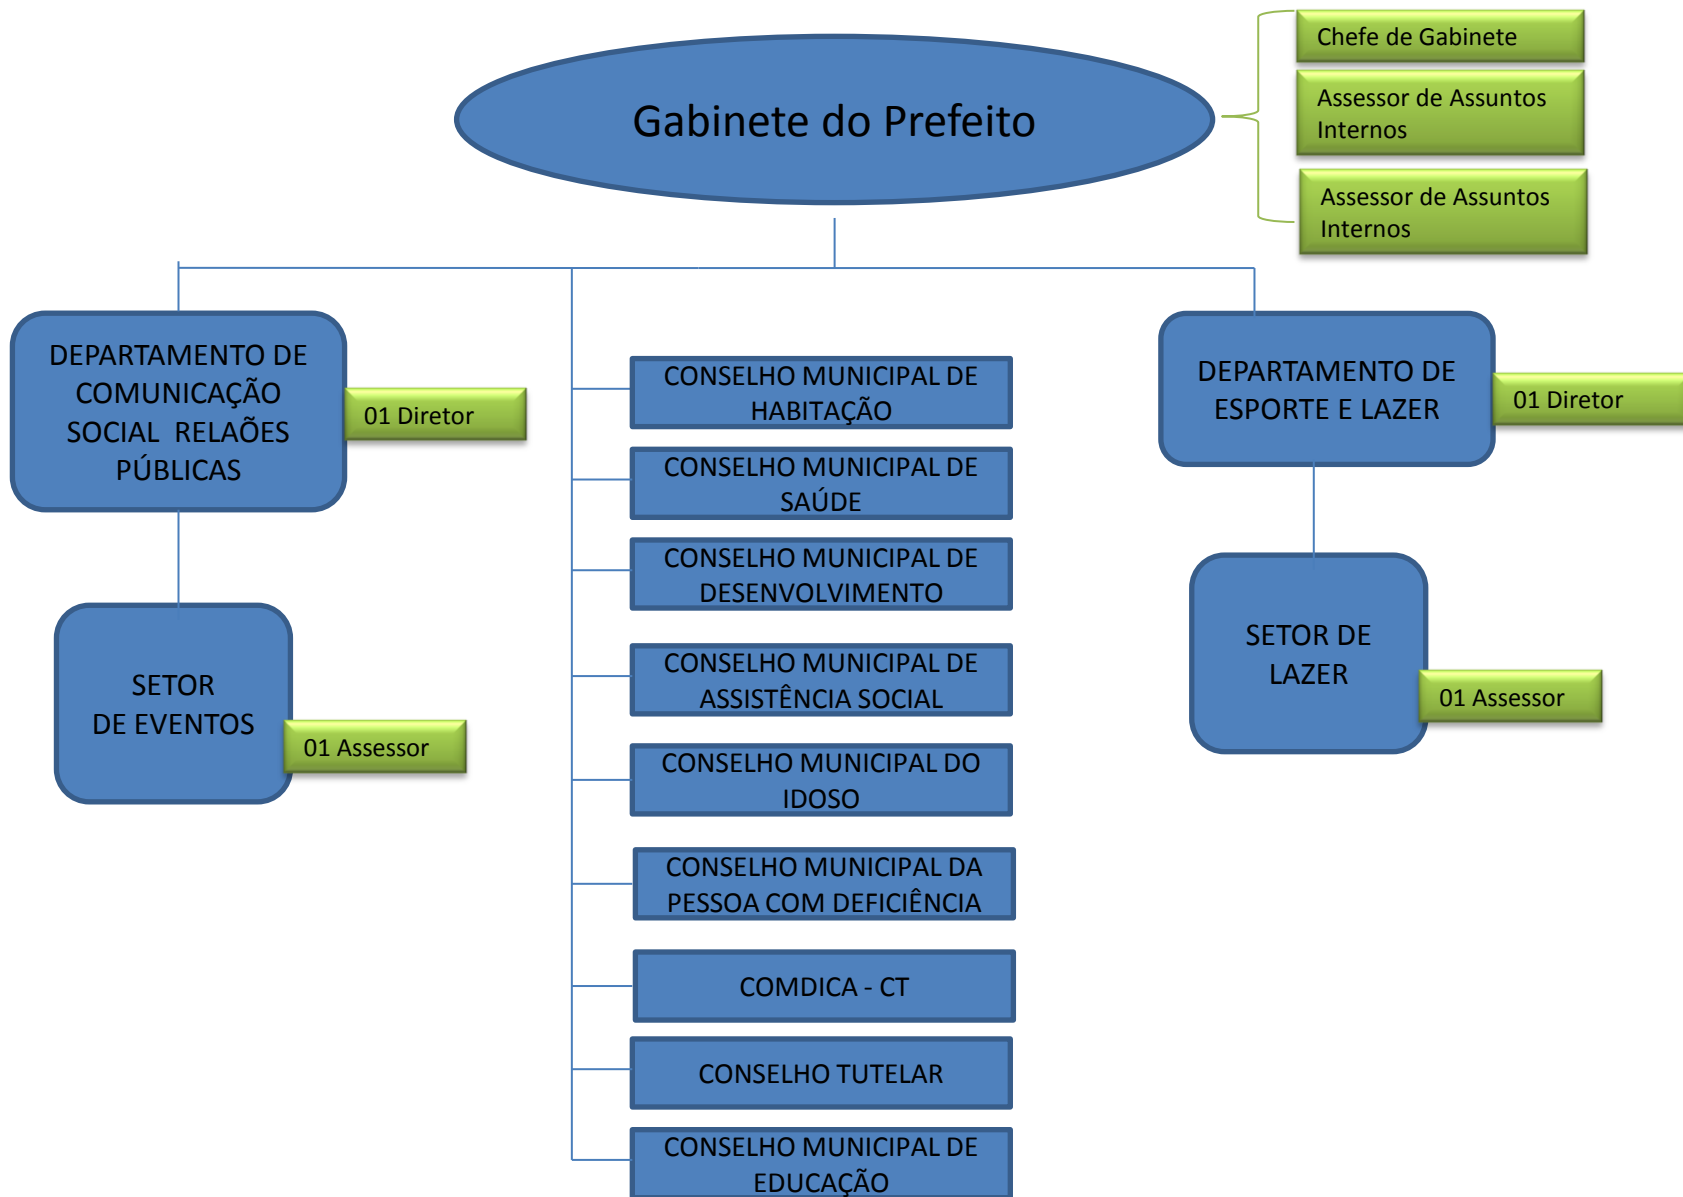 Gabinete do Prefeito
Chefe de Gabinete
Assessor de Assuntos
Internos
Assessor de Assuntos
Internos
DEPARTAMENTO DE
COMUNICAÇÃO
SOCIAL  RELAÕES
PÚBLICAS
01 Diretor
SETOR
DE EVENTOS
01 Assessor
CONSELHO MUNICIPAL DE
HABITAÇÃO
CONSELHO MUNICIPAL DE
SAÚDE
CONSELHO MUNICIPAL DE
DESENVOLVIMENTO
CONSELHO MUNICIPAL DE
ASSISTÊNCIA SOCIAL
CONSELHO MUNICIPAL DO
IDOSO
CONSELHO MUNICIPAL DA
PESSOA COM DEFICIÊNCIA
COMDICA - CT
CONSELHO TUTELAR
CONSELHO MUNICIPAL DE
EDUCAÇÃO
DEPARTAMENTO DE
ESPORTE E LAZER
01 Diretor
SETOR DE
LAZER
01 Assessor